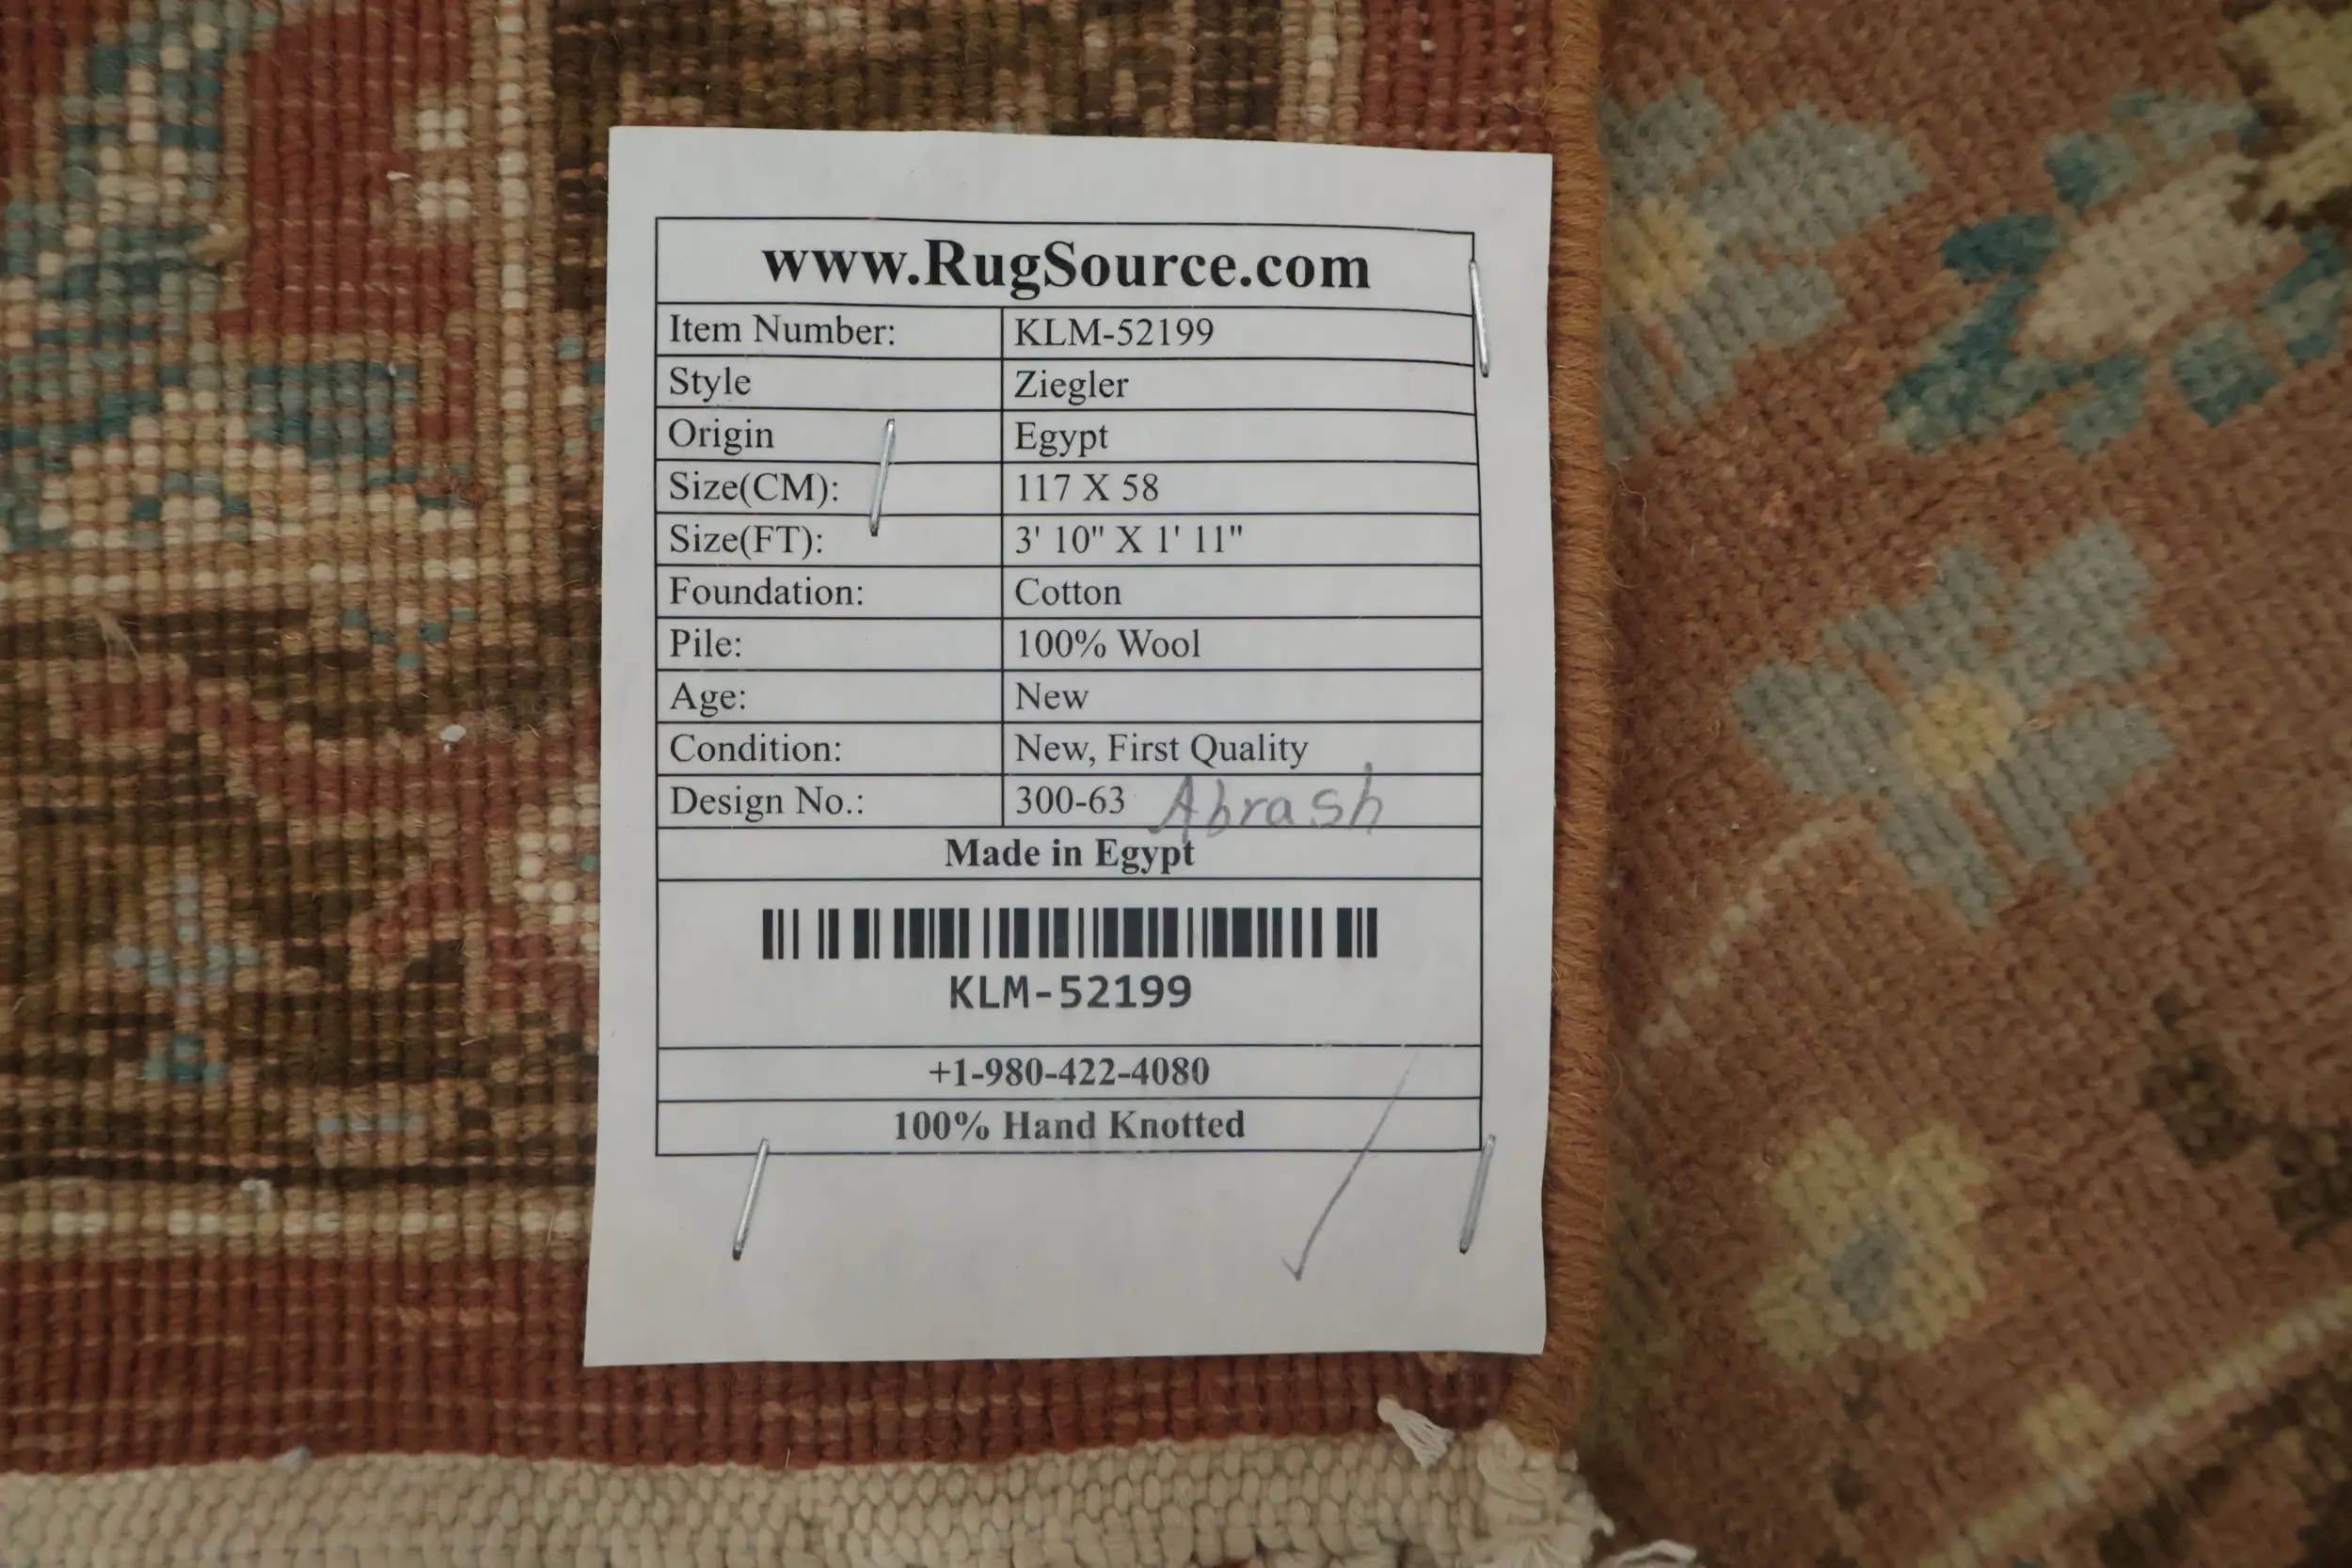 www.RugSource.com
Item Number: KLM-52199
Style Ziegler
Origin Egypt
Size(CM): 117 X 58
Size(FT): 3' 10" X 1' 11"
Foundation: Cotton
Pile: 100% Wool
Age: New
Condition: New, First Quality
Design No.: 300-63 Abrash
Made in Egypt
KLM-52199
+1-980-422-4080
100% Hand Knotted